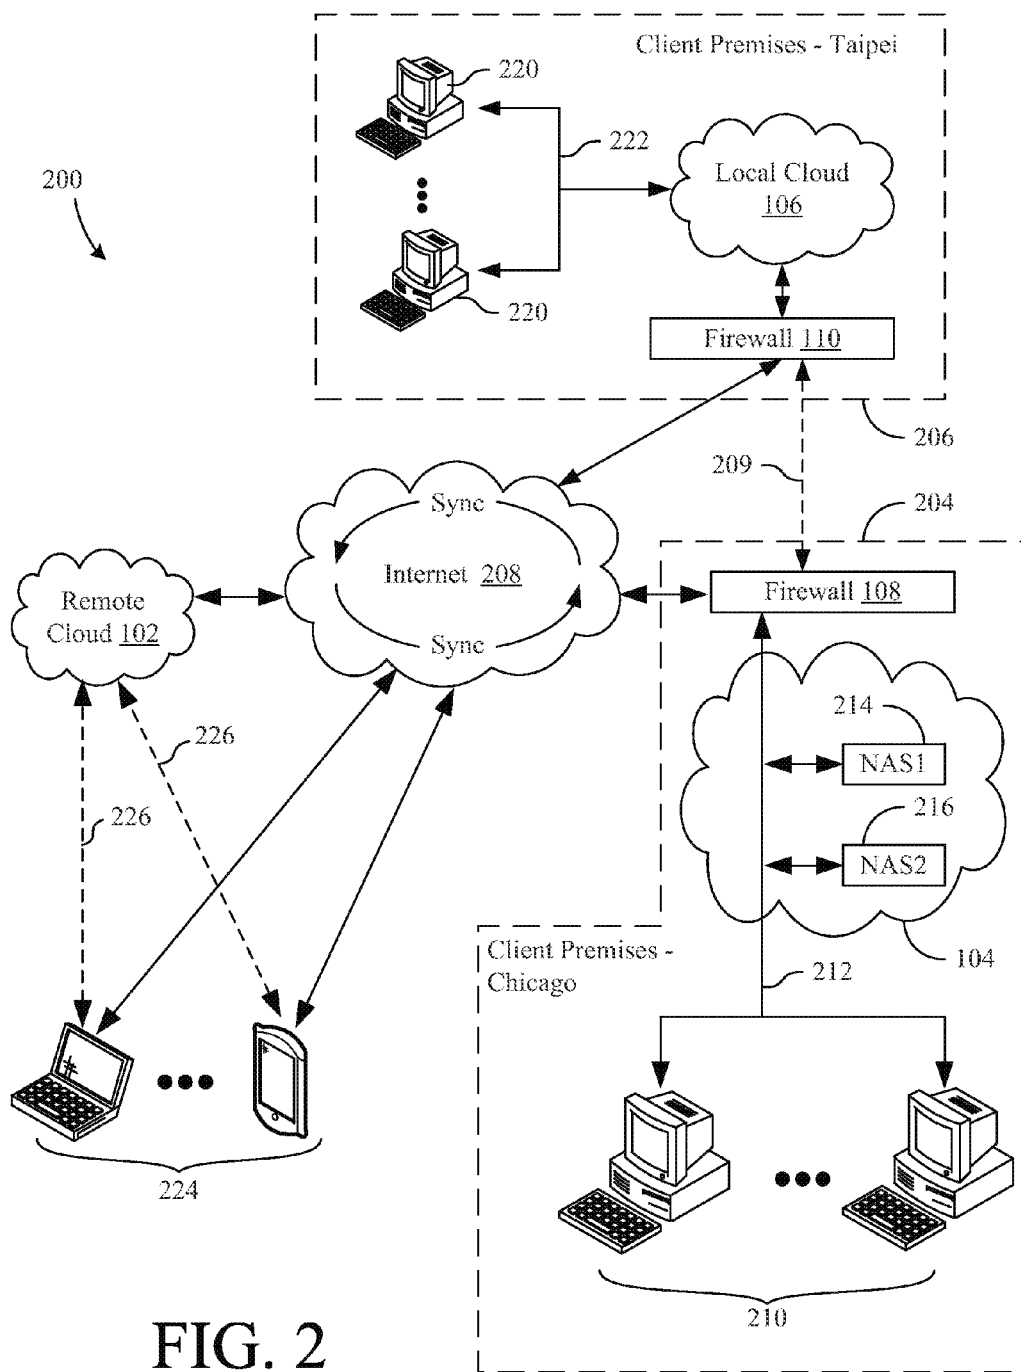 Client Premises - Taipei
220
222
200
Local Cloud
106
220
Firewall 110
206
209
204
Sync
Internet 208
Firewall 108
Remote
Cloud 102
Sync
214
226
NAS1
226
216
NAS2
Client Premises -
Chicago
104
212
224
210
FIG. 2